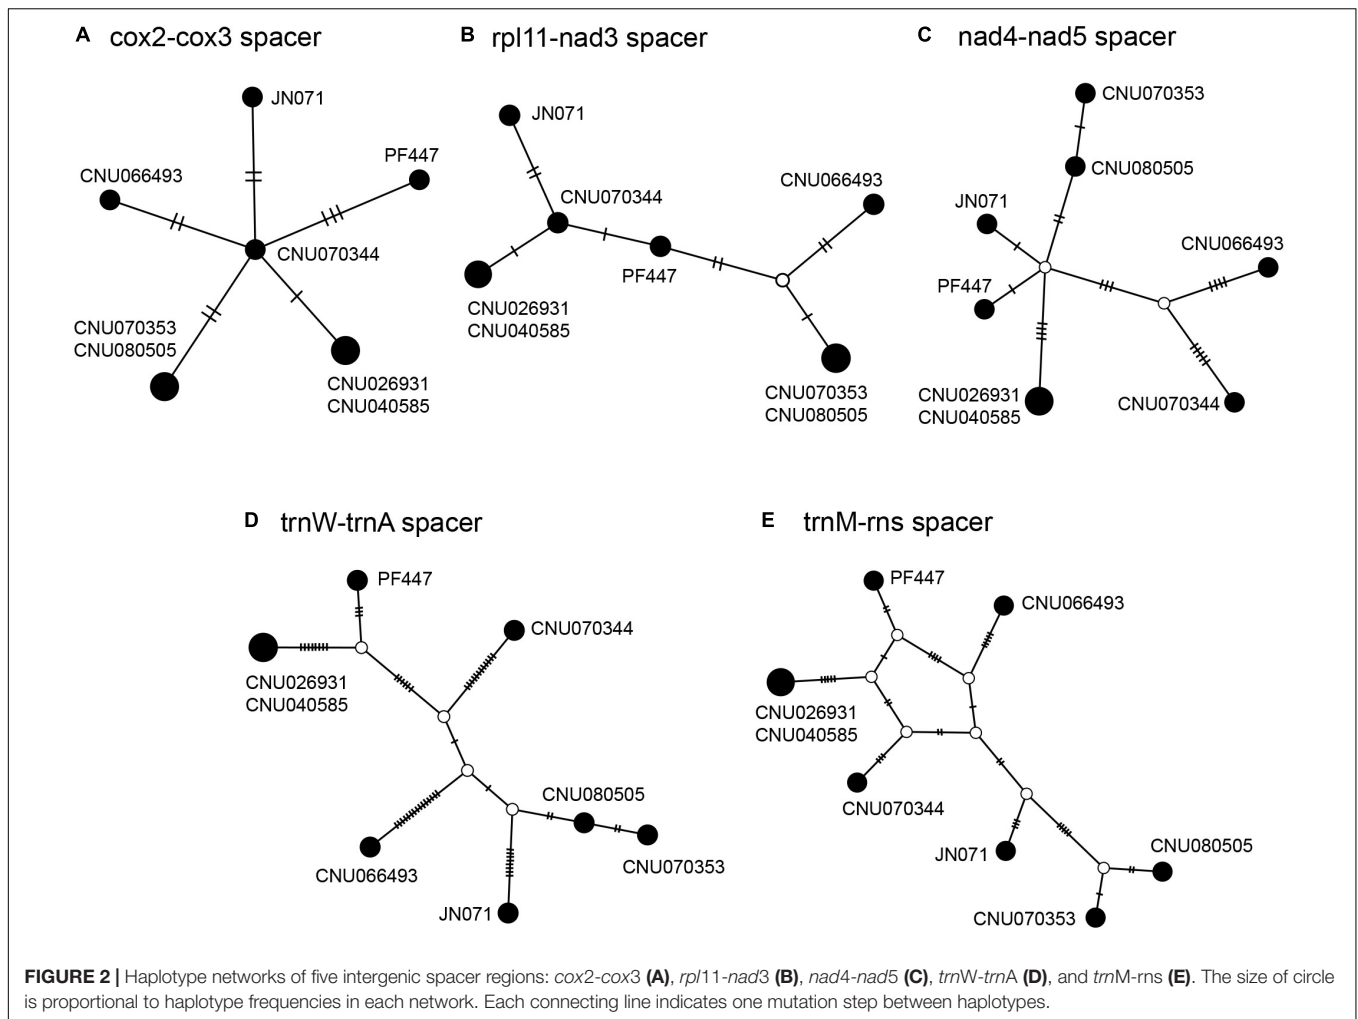 A cox2-cox3 spacer
JN071
PF447
CNU066493
CNU070344
CNU070353
CNU080505
CNU026931
CNU040585
B rpl11-nad3 spacer
JN071
CNU066493
CNU070344
PF447
CNU026931
CNU040585
CNU070353
CNU080505
C nad4-nad5 spacer
CNU070353
CNU080505
JN071
CNU066493
PF447
CNU026931
CNU040585
CNU070344
D trnW-trnA spacer
PF447
CNU070344
CNU026931
CNU040585
CNU080505
CNU066493
CNU070353
JN071
E trnM-rns spacer
PF447
CNU066493
CNU026931
CNU040585
CNU070344
JN071
CNU080505
CNU070353
FIGURE 2 | Haplotype networks of five intergenic spacer regions: cox2-cox3 (A), rpl11-nad3 (B), nad4-nad5 (C), trnW-trnA (D), and trnM-rns (E). The size of circle
is proportional to haplotype frequencies in each network. Each connecting line indicates one mutation step between haplotypes.